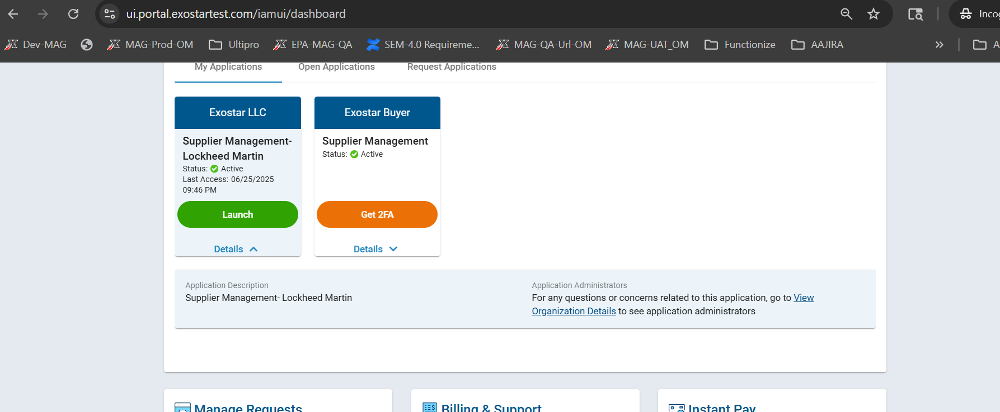 ui.portal.exostartest.com/iamui/dashboard
Dev-MAG MAG-Prod-OM Ultipro EPA-MAG-QA SEM-4.0 Requireme... MAG-QA-Url-OM MAG-UAT_OM Functionize AAJIRA
My Applications Open Applications Request Applications
Exostar LLC
Supplier Management-
Lockheed Martin
Status: Active
Last Access: 06/25/2025
09:46 PM
Launch
Details
Exostar Buyer
Supplier Management
Status: Active
Get 2FA
Details
Application Description
Supplier Management- Lockheed Martin
Application Administrators
For any questions or concerns related to this application, go to View
Organization Details to see application administrators
Manage Requests
Billing & Support
Instant Pay